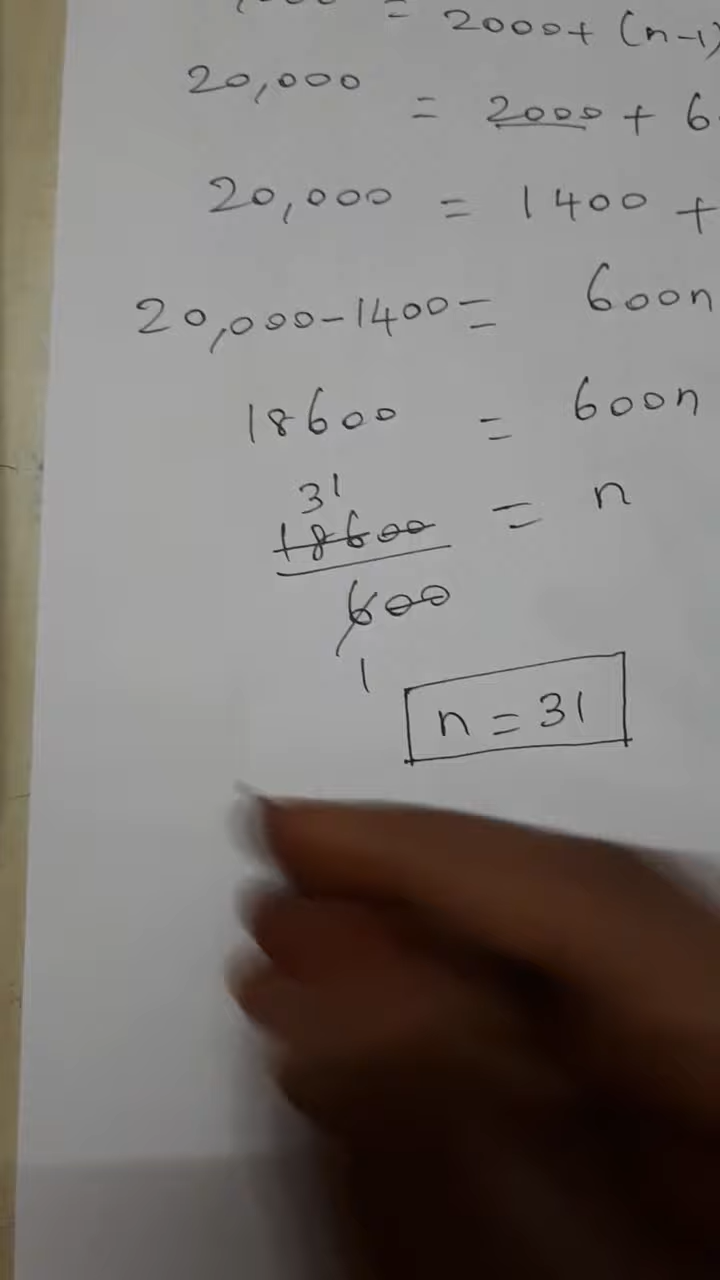 = 2000+ (n-1)
20,000 = 2000 + 6
20,000 = 1400 +
20,000-1400 = 600n
18600 = 600n
31
18600 = n
600
1
n = 31